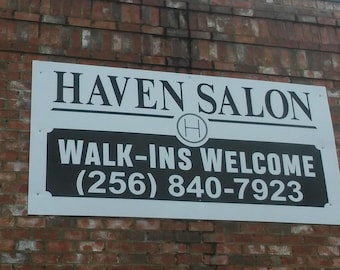 HAVEN SALON
H
WALK-INS WELCOME
(256) 840-7923